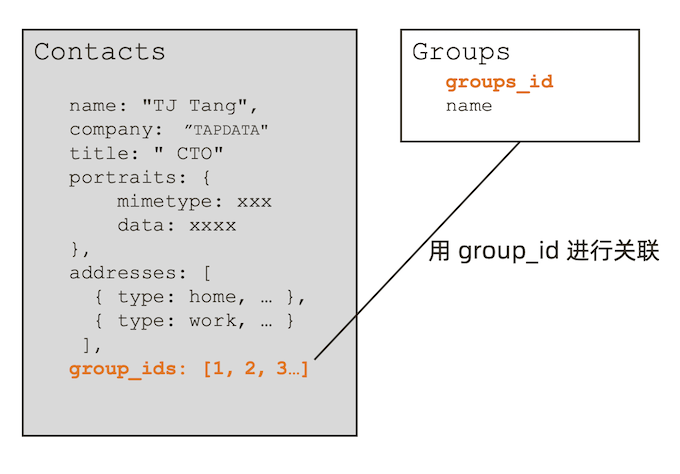 Contacts
name: "TJ Tang",
company: ”TAPDATA"
title: " CTO"
portraits: {
mimetype: xxx
data: xxxx
},
addresses: [
{ type: home, … },
{ type: work, … }
],
group_ids: [1, 2, 3…]
Groups
groups_id
name
用 group_id 进行关联